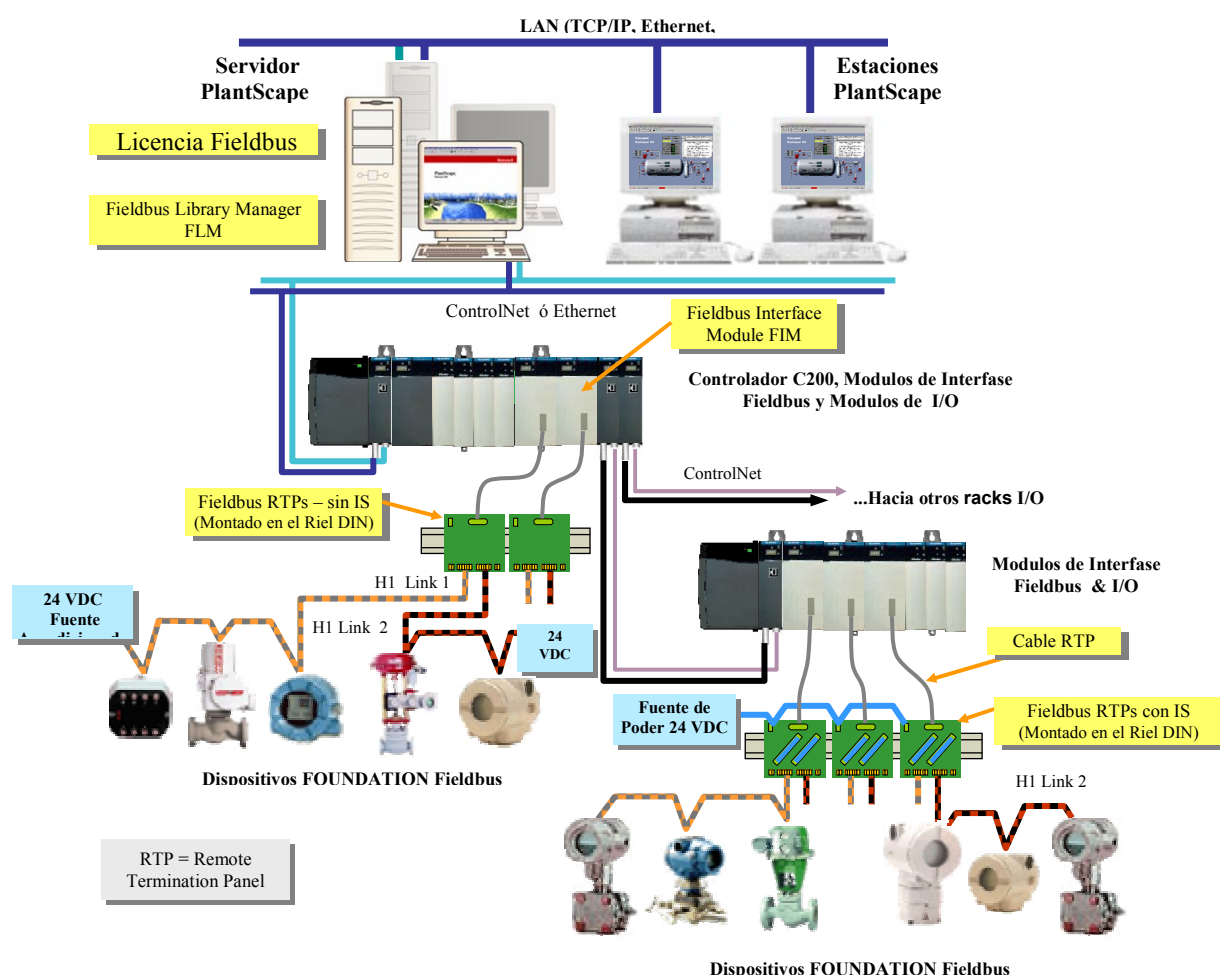 LAN (TCP/IP, Ethernet,
Servidor
PlantScape
Estaciones
PlantScape
Licencia Fieldbus
Fieldbus Library Manager
FLM
PlantScape
ControlNet ó Ethernet
Fieldbus Interface
Module FIM
Controlador C200, Modulos de Interfase
Fieldbus y Modulos de I/O
ControlNet
...Hacia otros racks I/O
Fieldbus RTPs – sin IS
(Montado en el Riel DIN)
Modulos de Interfase
Fieldbus & I/O
H1 Link 1
24 VDC
Fuente
H1 Link 2
24
VDC
Cable RTP
Fuente de
Poder 24 VDC
Fieldbus RTPs con IS
(Montado en el Riel DIN)
Dispositivos FOUNDATION Fieldbus
H1 Link 2
RTP = Remote
Termination Panel
Dispositivos FOUNDATION Fieldbus